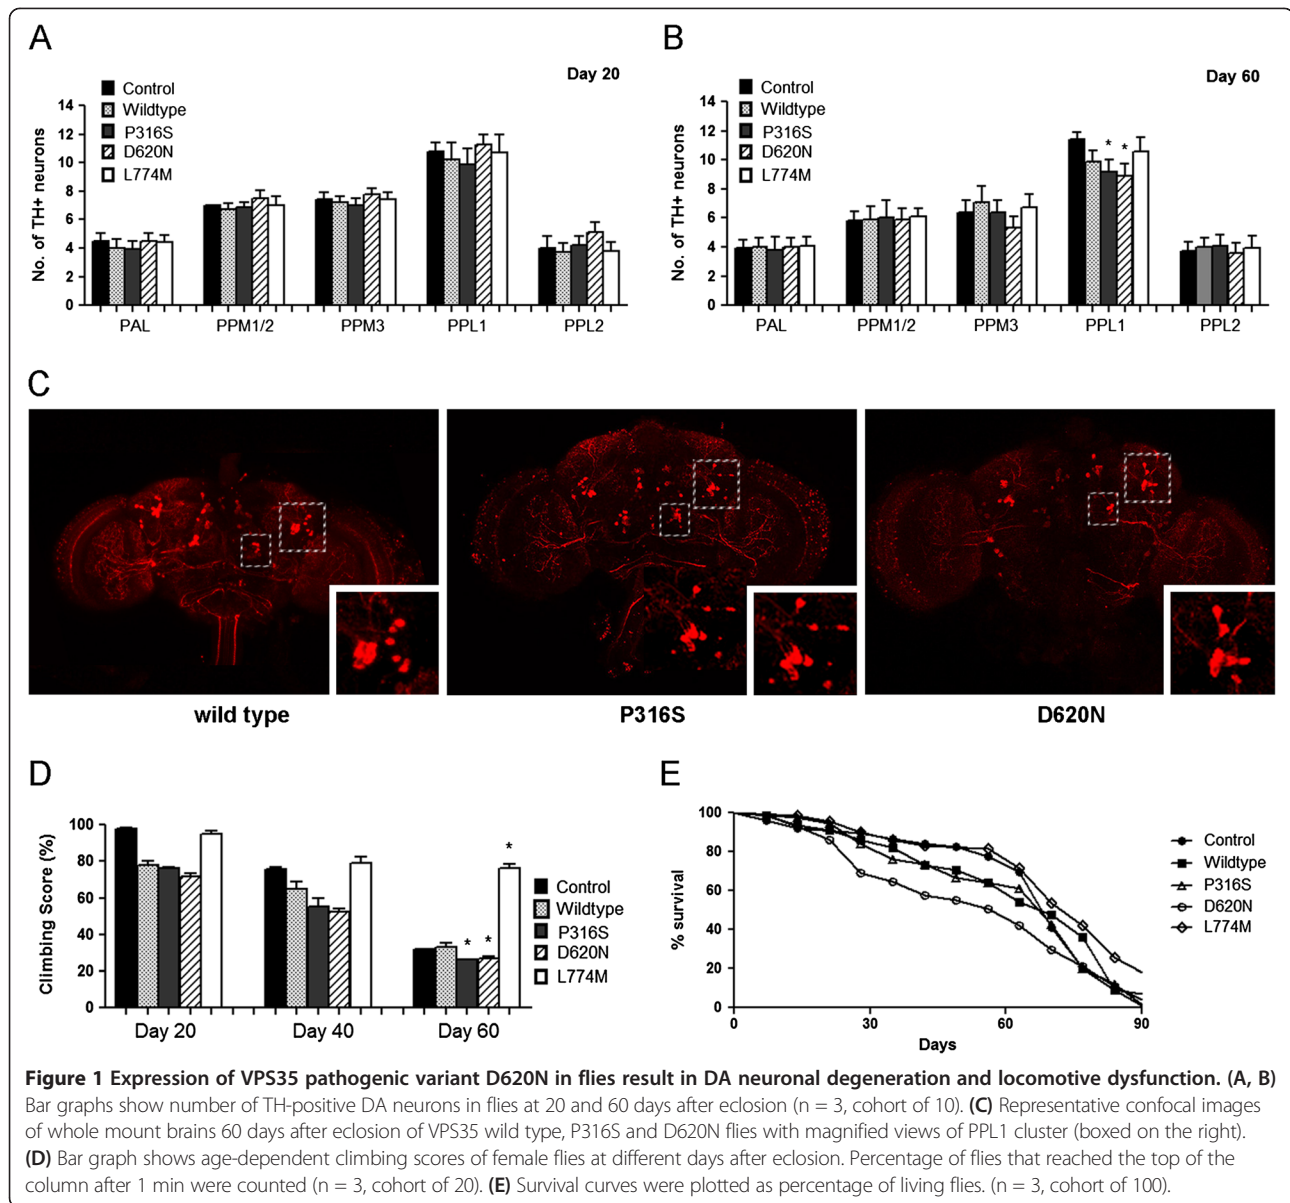 A
Day 20
Control
Wildtype
P316S
D620N
L774M
No. of TH+ neurons
14
12
10
8
6
4
2
0
PAL
PPM1/2
PPM3
PPL1
PPL2
B
Day 60
Control
Wildtype
P316S
D620N
L774M
No. of TH+ neurons
14
12
10
8
6
4
2
0
* *
PAL
PPM1/2
PPM3
PPL1
PPL2
C
wild type
P316S
D620N
D
Climbing Score (%)
100
80
60
40
20
0
* * *
Day 20
Day 40
Day 60
Control
Wildtype
P316S
D620N
L774M
E
% survival
100
80
60
40
20
0
0
30
60
90
Days
Control
Wildtype
P316S
D620N
L774M
Figure 1 Expression of VPS35 pathogenic variant D620N in flies result in DA neuronal degeneration and locomotive dysfunction. (A, B)
Bar graphs show number of TH-positive DA neurons in flies at 20 and 60 days after eclosion (n = 3, cohort of 10). (C) Representative confocal images
of whole mount brains 60 days after eclosion of VPS35 wild type, P316S and D620N flies with magnified views of PPL1 cluster (boxed on the right).
(D) Bar graph shows age-dependent climbing scores of female flies at different days after eclosion. Percentage of flies that reached the top of the
column after 1 min were counted (n = 3, cohort of 20). (E) Survival curves were plotted as percentage of living flies. (n = 3, cohort of 100).